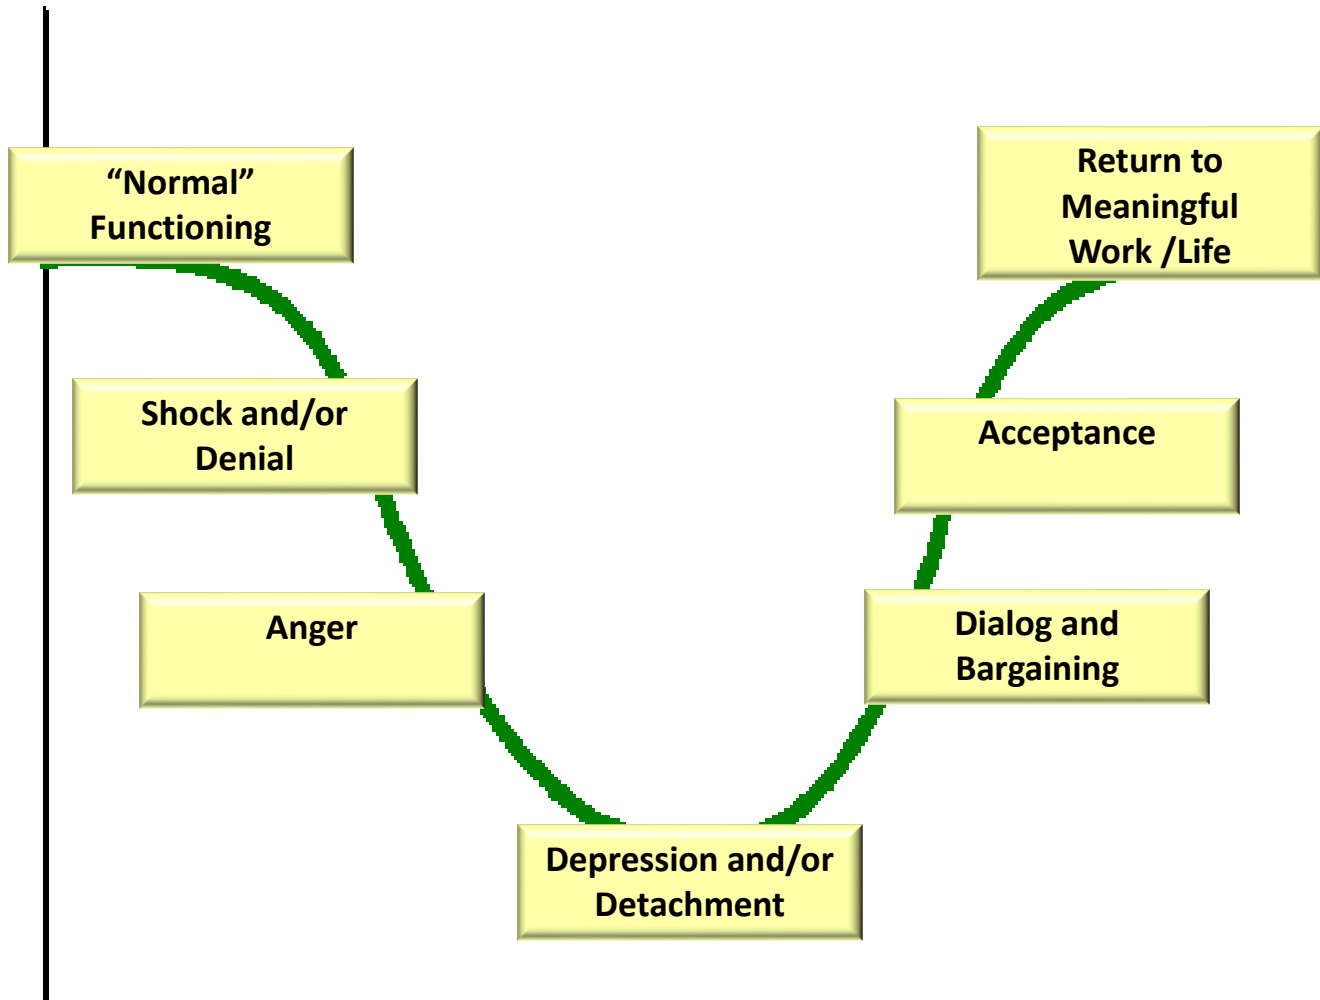 “Normal”
Functioning
Shock and/or
Denial
Anger
Depression and/or
Detachment
Dialog and
Bargaining
Acceptance
Return to
Meaningful
Work /Life